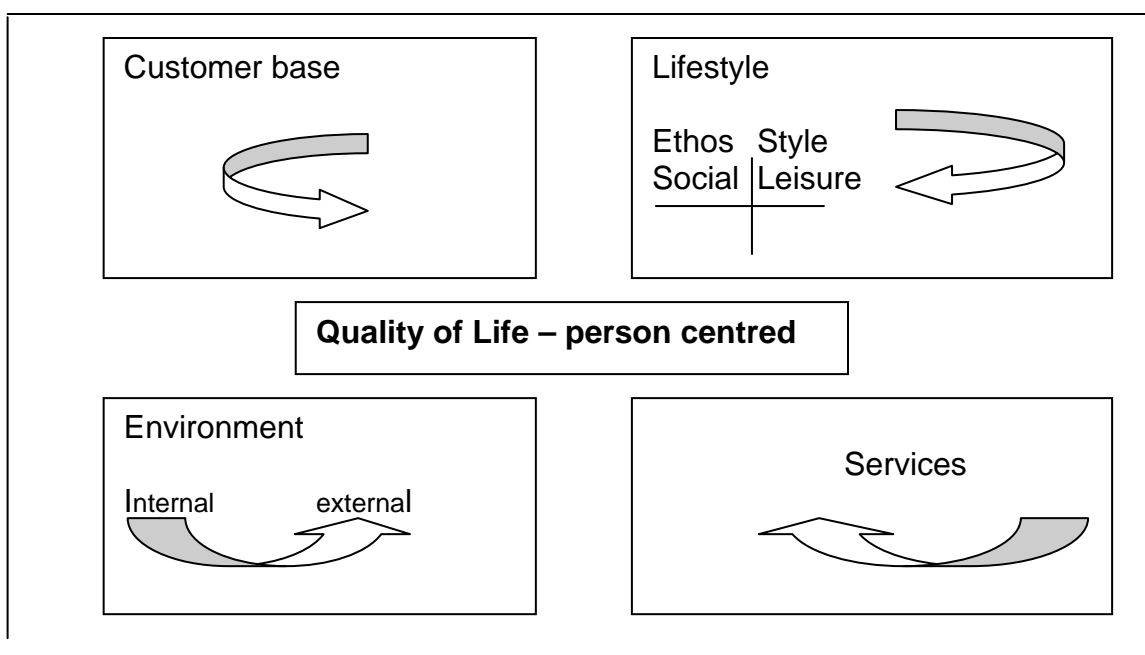 Customer base
Lifestyle
Ethos Style
Social Leisure
Quality of Life – person centred
Environment
Internal external
Services